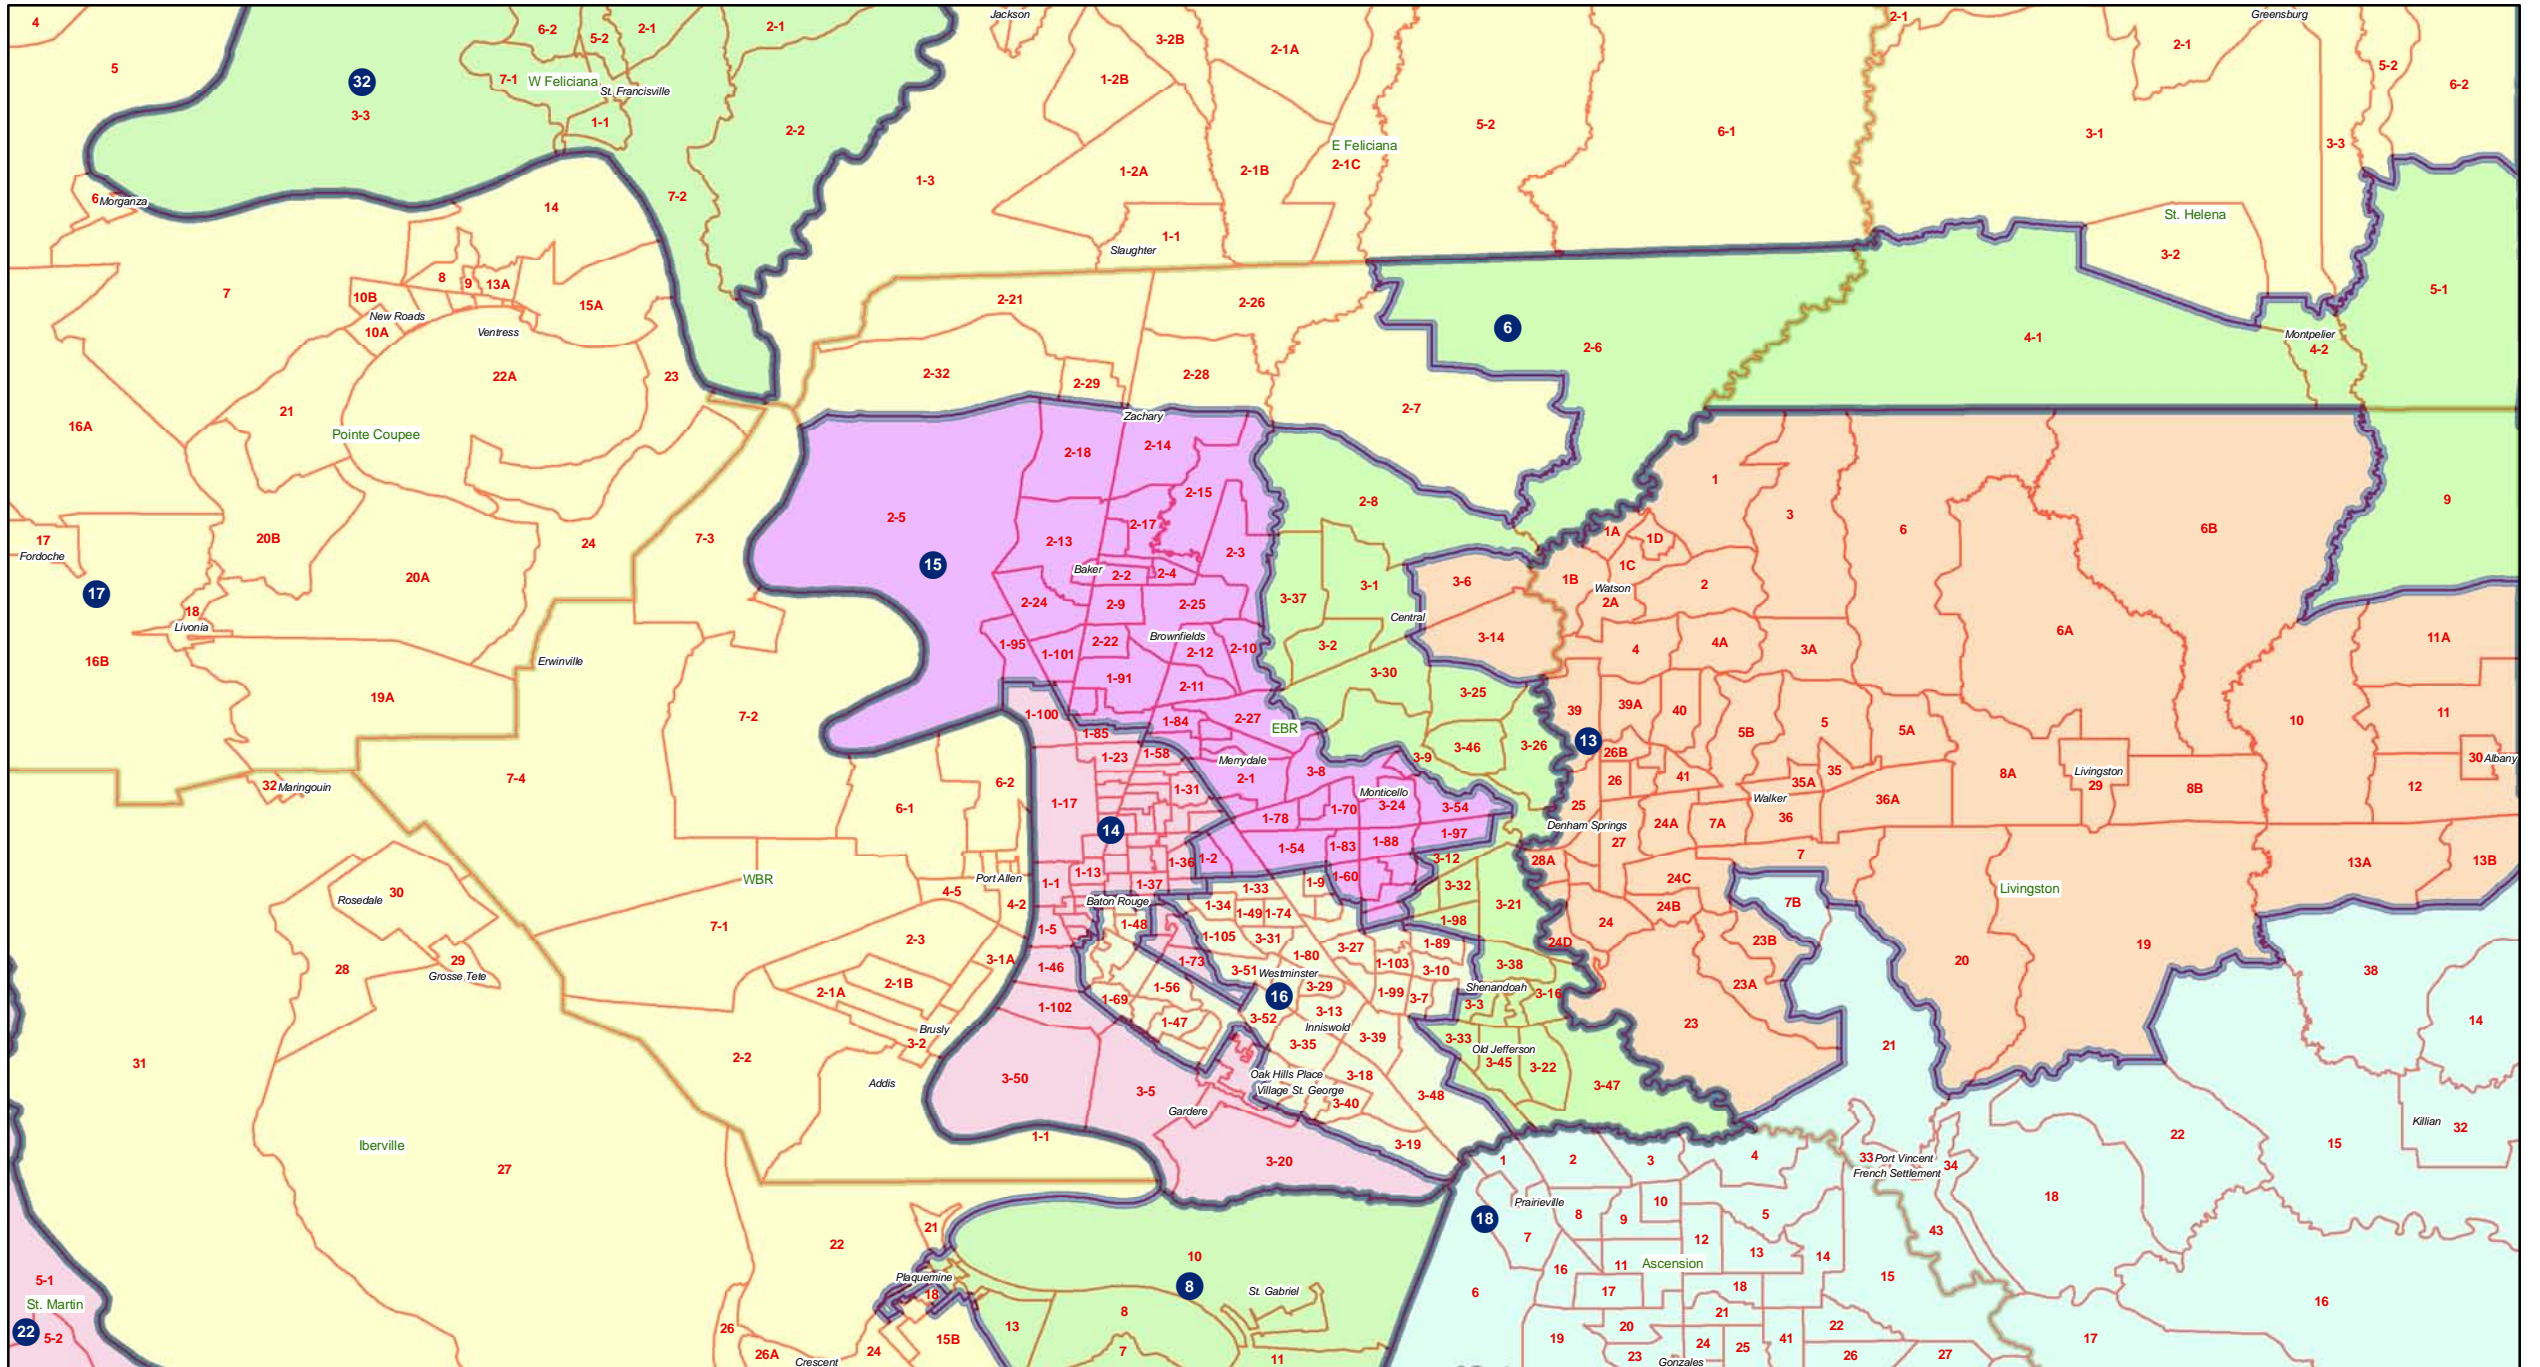 4
5
32
3-3
6-2
5-2
2-1
2-1
7-1
W Feliciana
St. Francisville
1-1
2-2
7-2
Jackson
3-2B
2-1A
1-2B
E Feliciana
2-1C
1-2A
2-1B
1-3
1-1
Slaughter
5-2
6-1
2-1
Greensburg
2-1
5-2
6-2
3-1
3-3
St. Helena
3-2
5-1
6
Morganza
14
7
8
9
13A
10B
New Roads
10A
Ventress
15A
22A
23
21
Pointe Coupee
16A
2-21
2-26
2-32
2-29
2-28
2-7
6
2-6
4-1
Montpelier
4-2
Zachary
2-18
2-14
2-15
2-5
15
2-17
2-13
2-3
Baker
2-2
2-4
2-24
2-9
2-25
Brownfields
1-95
1-101
2-22
2-12
2-10
1-91
2-11
2-8
3-37
3-1
3-2
3-6
Central
3-14
3-30
3-25
3-46
3-26
3-9
1
3
6
6B
9
1A
1D
1B
1C
Watson
2
2A
4
4A
3A
6A
11A
17
Fordoche
17
20B
20A
24
7-3
18
Livonia
16B
Erwinville
19A
7-2
7-4
32
Maringouin
6-1
6-2
1-100
1-85
1-84
2-27
EBR
1-23
1-58
Merrydale
2-1
3-8
Monticello
1-31
1-17
14
1-70
3-24
3-54
1-78
1-97
1-54
1-83
1-88
1-36
1-2
3-12
1-60
39
39A
40
13
26B
26
41
5B
5
5A
10
11
35A
35
Livingston
30
Albany
8A
29
8B
12
25
Walker
36A
Denham Springs
24A
7A
36
27
7
28A
13A
13B
24C
Livingston
24B
7B
24
23B
24D
19
20
23A
23
21
38
14
WBR
Port Allen
4-5
4-2
1-1
1-13
1-37
Baton Rouge
1-33
1-9
1-34
1-49
1-74
1-48
1-5
1-105
3-31
3-27
1-89
1-80
1-46
1-73
3-51
Westminster
1-103
3-10
16
3-29
1-56
1-69
1-99
3-7
1-102
1-47
3-52
3-13
Inniswold
3-35
3-39
3-32
3-21
1-98
3-38
Shenandoah
3-3
3-16
3-33
Old Jefferson
3-45
3-22
3-47
Oak Hills Place
Village St. George
3-18
3-48
3-40
3-50
3-5
Gardere
3-19
3-20
1-1
Rosedale
30
28
29
Grosse Tete
7-1
2-3
3-1A
2-1A
2-1B
Brusly
3-2
2-2
Addis
31
Iberville
27
22
21
Plaquemine
18
15B
24
26
26A
Crescent
10
8
St. Gabriel
8
13
7
11
5-1
St. Martin
22
5-2
18
1
2
3
4
Prairieville
7
8
9
10
5
12
13
14
11
Ascension
16
17
18
6
15
19
20
21
22
23
24
25
41
26
27
Gonzales
33
Port Vincent
French Settlement
34
43
18
22
15
Killian
32
16
17